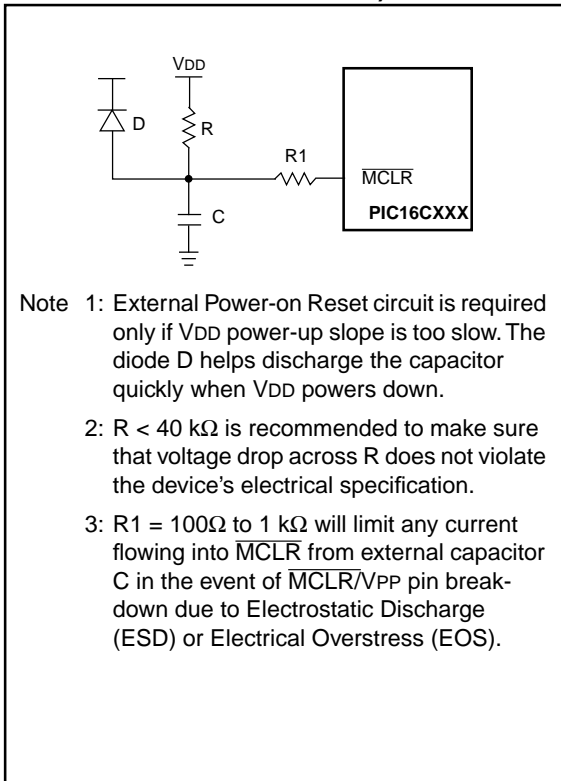 VDD
D
R
R1
MCLR
PIC16CXXX
C
Note 1: External Power-on Reset circuit is required
only if VDD power-up slope is too slow. The
diode D helps discharge the capacitor
quickly when VDD powers down.
2: R < 40 kΩ is recommended to make sure
that voltage drop across R does not violate
the device's electrical specification.
3: R1 = 100Ω to 1 kΩ will limit any current
flowing into MCLR from external capacitor
C in the event of MCLR/VPP pin break-
down due to Electrostatic Discharge
(ESD) or Electrical Overstress (EOS).